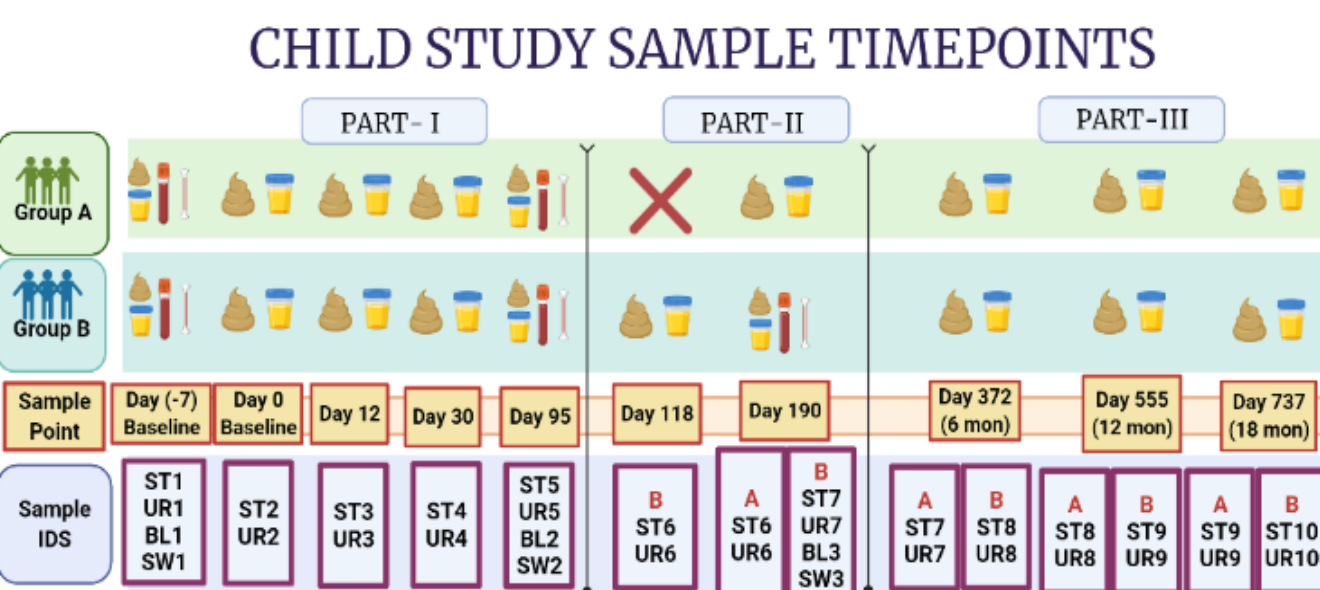 CHILD STUDY SAMPLE TIMEPOINTS
PART- I
PART-II
PART-III
Group A
Group B
Sample
Point
Day (-7)
Baseline
Day 0
Baseline
Day 12
Day 30
Day 95
Day 118
Day 190
Day 372
(6 mon)
Day 555
(12 mon)
Day 737
(18 mon)
Sample
IDS
ST1
UR1
BL1
SW1
ST2
UR2
ST3
UR3
ST4
UR4
ST5
UR5
BL2
SW2
B
ST6
UR6
A
ST6
UR6
B
ST7
UR7
BL3
SW3
A
ST7
UR7
B
ST8
UR8
A
ST8
UR8
B
ST9
UR9
A
ST9
UR9
B
ST10
UR10